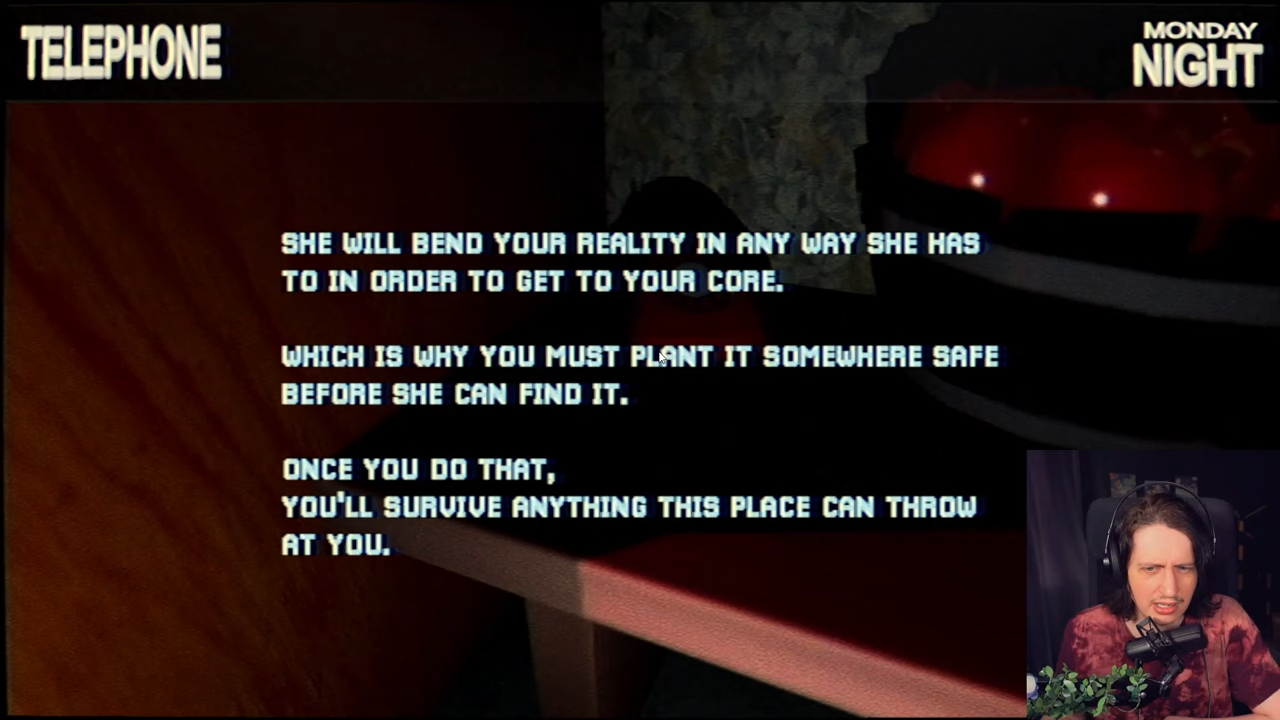 TELEPHONE
MONDAY
NIGHT
SHE WILL BEND YOUR REALITY IN ANY WAY SHE HAS
TO IN ORDER TO GET TO YOUR CORE.
WHICH IS WHY YOU MUST PLANT IT SOMEWHERE SAFE
BEFORE SHE CAN FIND IT.
ONCE YOU DO THAT,
YOU'LL SURVIVE ANYTHING THIS PLACE CAN THROW
AT YOU.